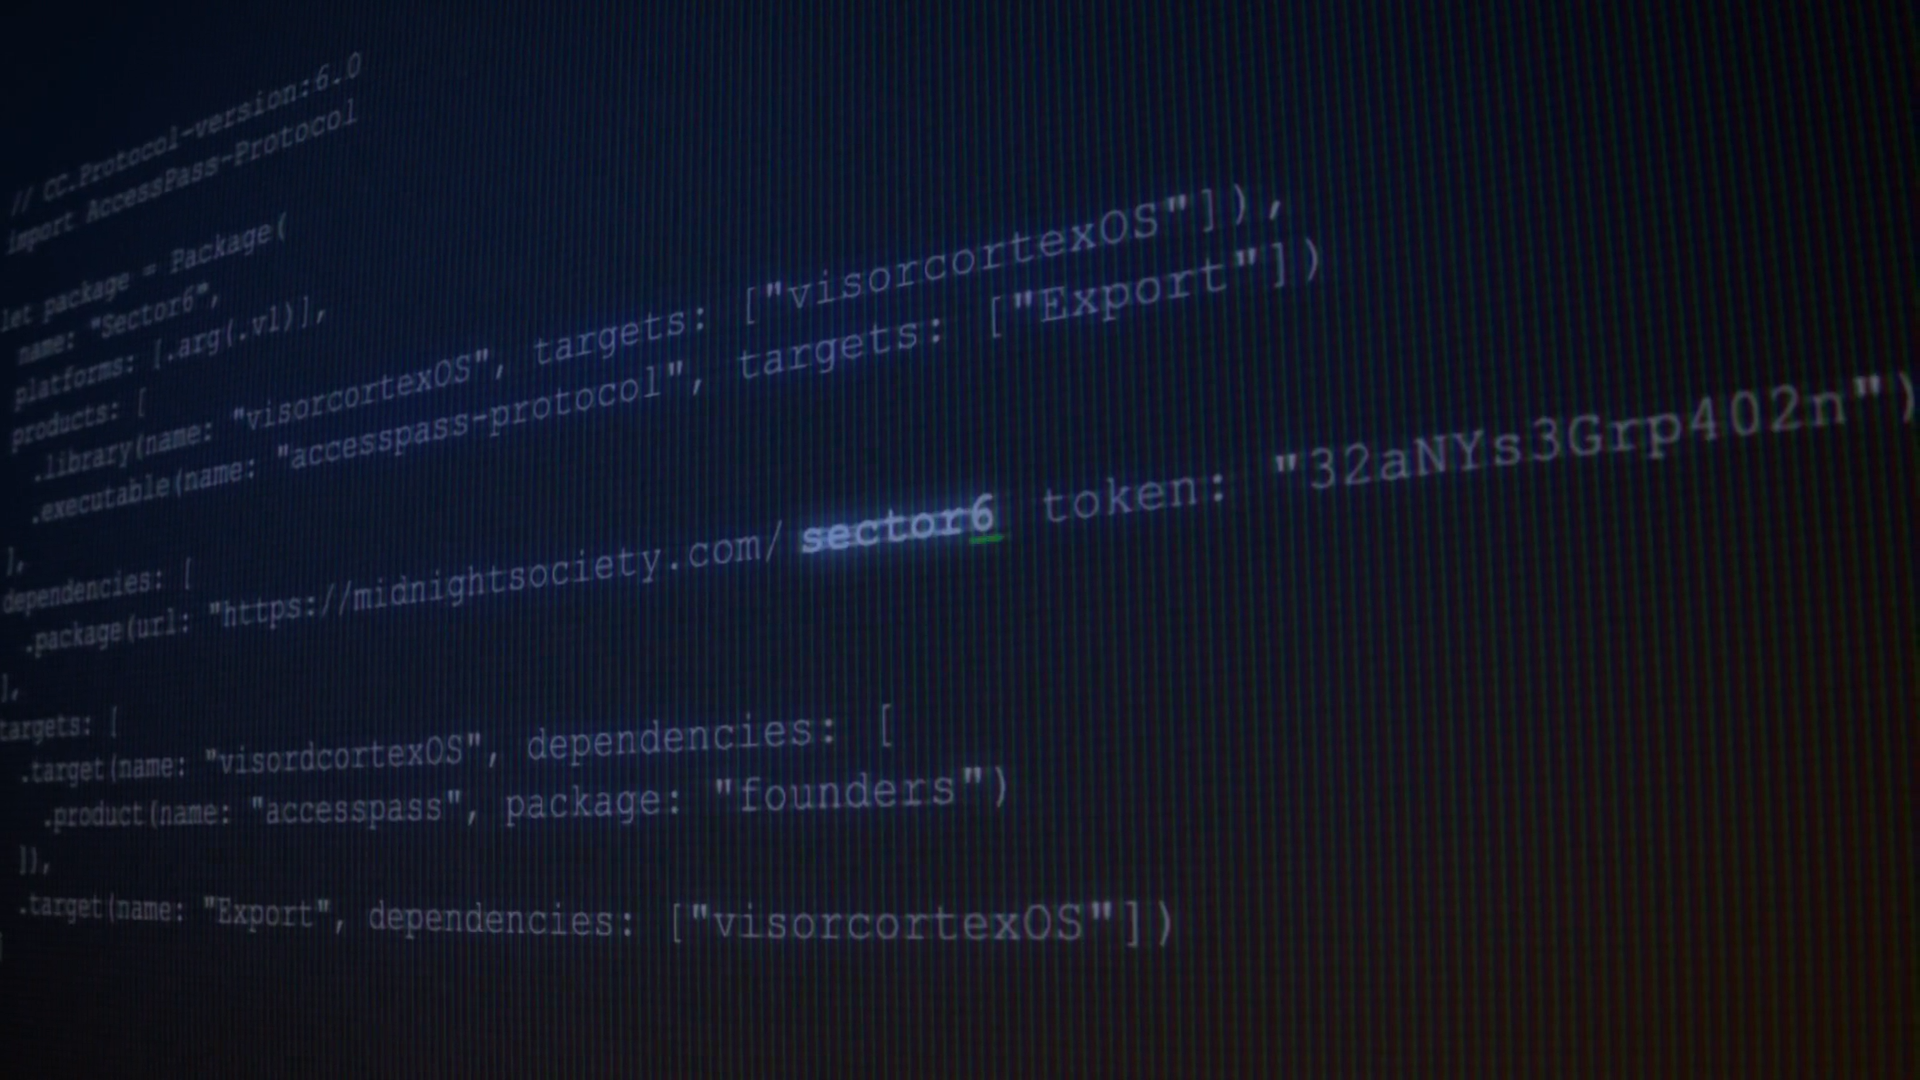 // CC.Protocol-version:6.0
import AccessPass-Protocol
let package = Package(
name: "Sector6",
platforms: [.arg(.v1)],
products: [
.library(name: "visorcortexOS", targets: ["visorcortexOS"]),
.executable(name: "accesspass-protocol", targets: ["Export"])
],
dependencies: [
.package(url: "https://midnightsociety.com/ sector6 token: "32aNYs3Grp402n")
],
targets: [
.target(name: "visordcortexOS", dependencies: [
.product(name: "accesspass", package: "founders")
]),
.target(name: "Export", dependencies: ["visorcortexOS"])
]